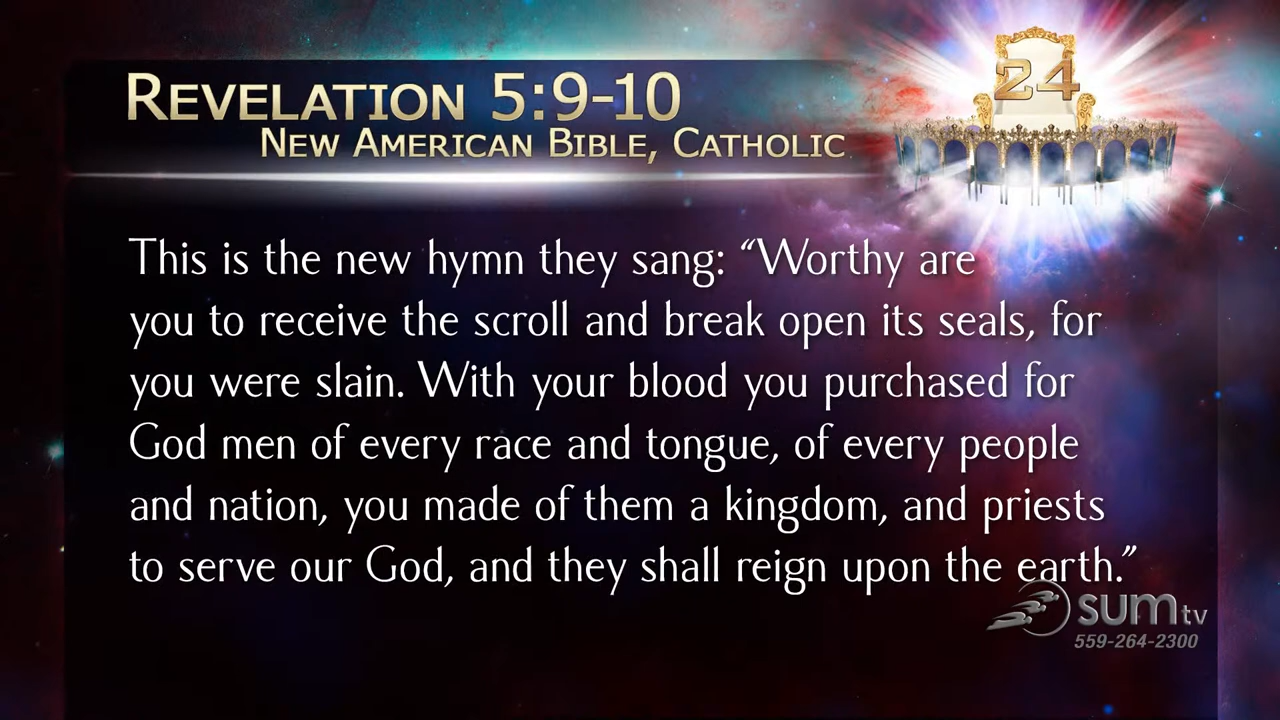 REVELATION 5:9-10
NEW AMERICAN BIBLE, CATHOLIC
24
This is the new hymn they sang: “Worthy are
you to receive the scroll and break open its seals, for
you were slain. With your blood you purchased for
God men of every race and tongue, of every people
and nation, you made of them a kingdom, and priests
to serve our God, and they shall reign upon the earth.”
sumtv
559-264-2300